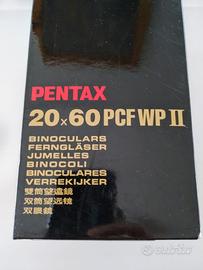 PENTAX
20×60 PCF WP II
BINOCULARS
FERNGLÄSER
JUMELLES
BINOCOLI
BINOCULARES
VERREKIJKER
雙筒望遠鏡
双筒望远镜
双眼鏡
subito